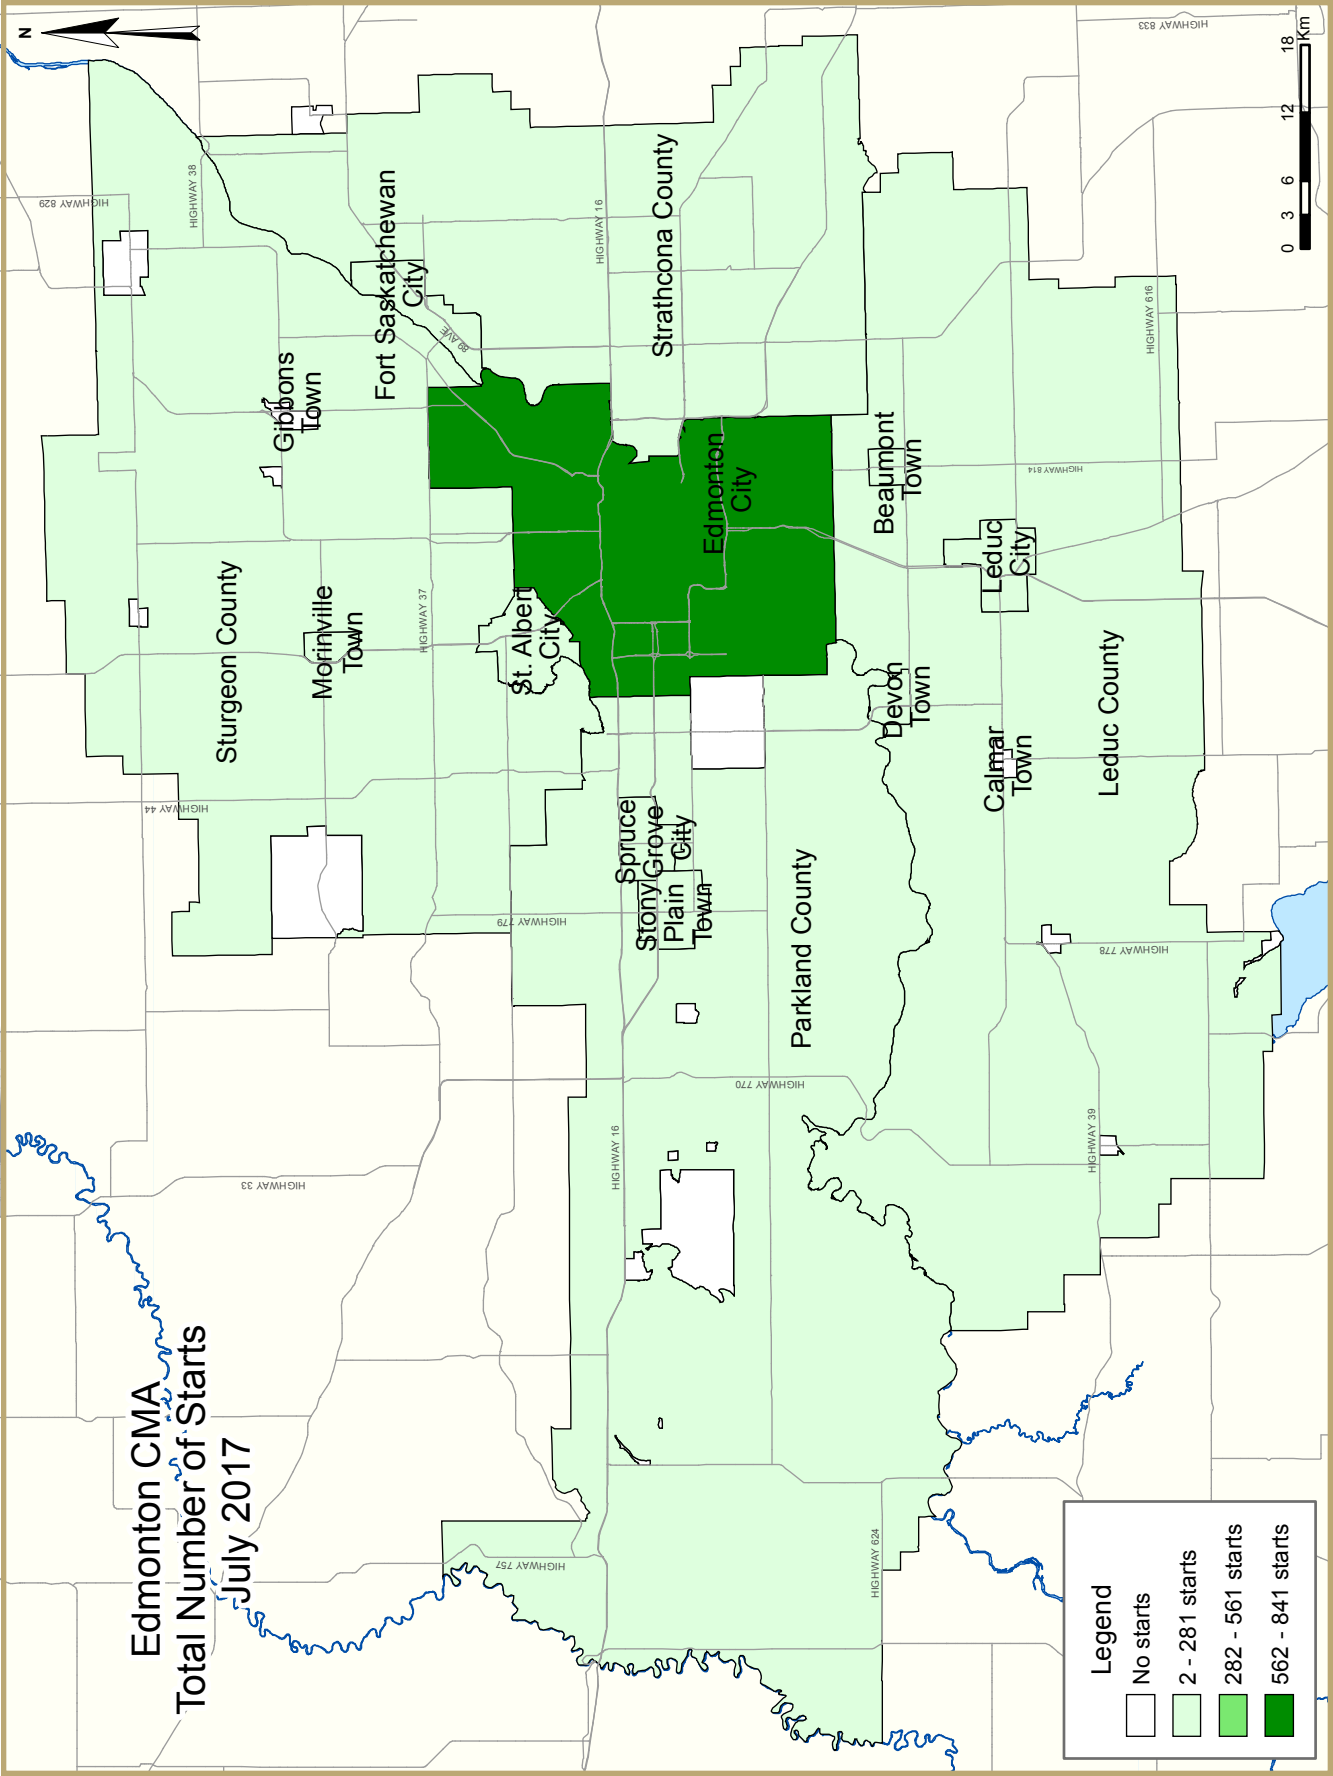 Edmonton CMA
Total Number of Starts
July 2017
N
HIGHWAY 829
HIGHWAY 38
HIGHWAY 833
Gibbons
Town
Fort Saskatchewan
City
89 AVE
HIGHWAY 16
Strathcona County
Sturgeon County
Morinville
Town
HIGHWAY 37
HIGHWAY 44
St. Albert
City
Edmonton
City
Beaumont
Town
HIGHWAY 814
HIGHWAY 616
Leduc
City
Devon
Town
Calmar
Town
Leduc County
Spruce
Grove
City
Stony
Plain
Town
HIGHWAY 779
Parkland County
HIGHWAY 778
HIGHWAY 770
HIGHWAY 39
HIGHWAY 33
HIGHWAY 16
HIGHWAY 757
HIGHWAY 624
Legend
No starts
2 - 281 starts
282 - 561 starts
562 - 841 starts
0 3 6 12 18
Km